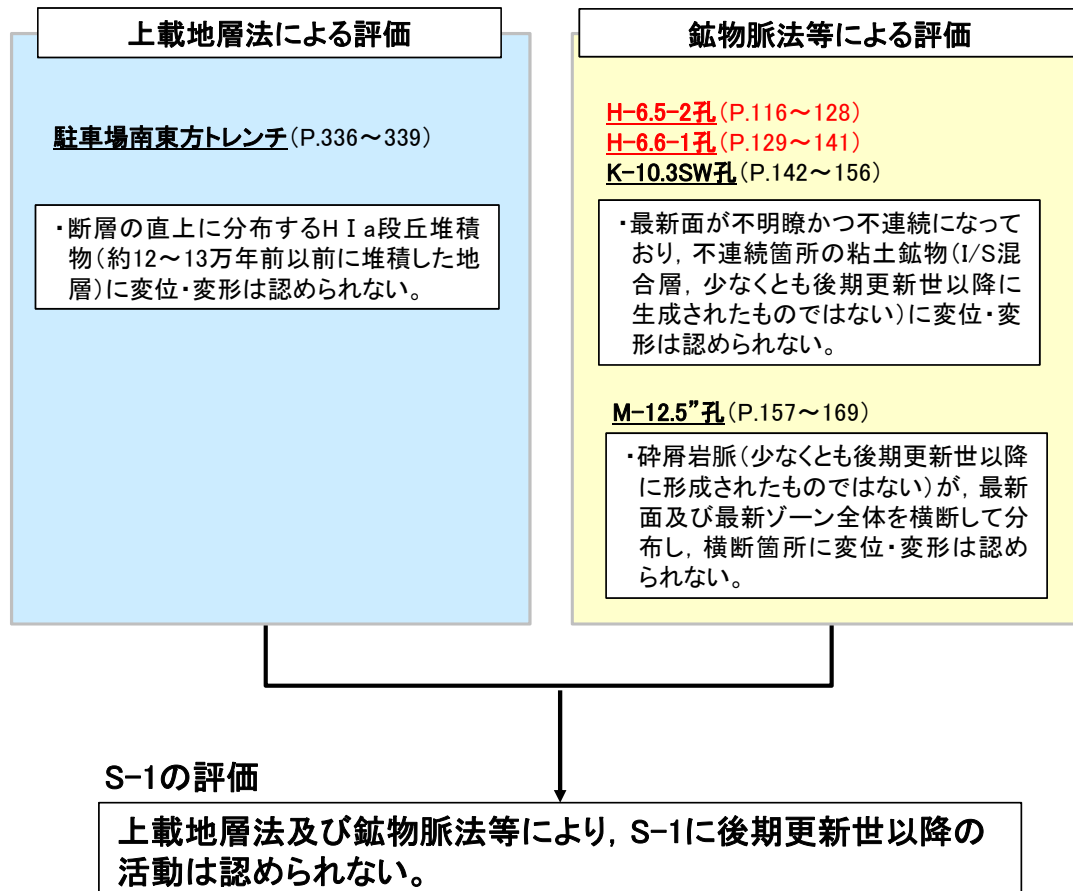 上載地層法による評価
駐車場南東方トレンチ(P.336～339)
・断層の直上に分布するHⅠa段丘堆積
物(約12～13万年前以前に堆積した地
層)に変位・変形は認められない。
鉱物脈法等による評価
H-6.5-2孔(P.116～128)
H-6.6-1孔(P.129～141)
K-10.3SW孔(P.142～156)
・最新面が不明瞭かつ不連続になって
おり，不連続箇所の粘土鉱物(I/S混
合層，少なくとも後期更新世以降に
生成されたものではない)に変位・変
形は認められない。
M-12.5”孔(P.157～169)
・砕屑岩脈(少なくとも後期更新世以降
に形成されたものではない)が，最新
面及び最新ゾーン全体を横断して分
布し，横断箇所に変位・変形は認め
られない。
S-1の評価
上載地層法及び鉱物脈法等により，S-1に後期更新世以降の
活動は認められない。